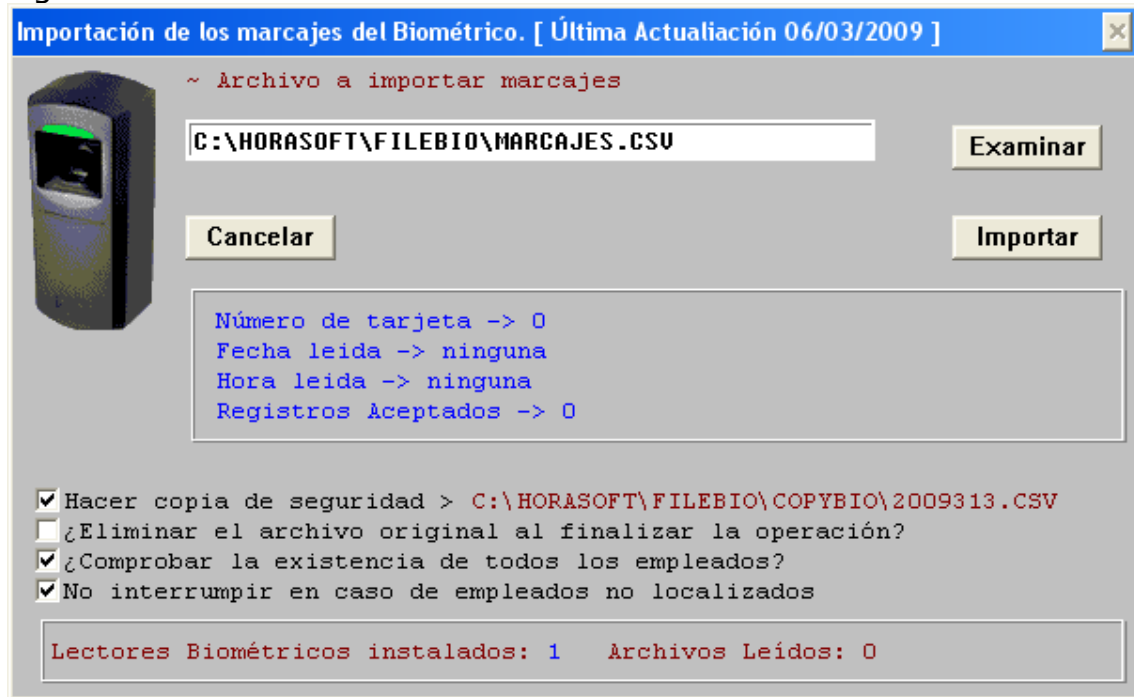 Importación de los marcajes del Biométrico. [ Última Actualiación 06/03/2009 ]
~ Archivo a importar marcajes
C:\HORASOFT\FILEBIO\MARCAJES.CSV
Examinar
Cancelar
Importar
Número de tarjeta -> 0
Fecha leida -> ninguna
Hora leida -> ninguna
Registros Aceptados -> 0
Hacer copia de seguridad > C:\HORASOFT\FILEBIO\COPYBIO\2009313.CSV
¿Eliminar el archivo original al finalizar la operación?
¿Comprobar la existencia de todos los empleados?
No interrumpir en caso de empleados no localizados
Lectores Biométricos instalados: 1 Archivos Leídos: 0